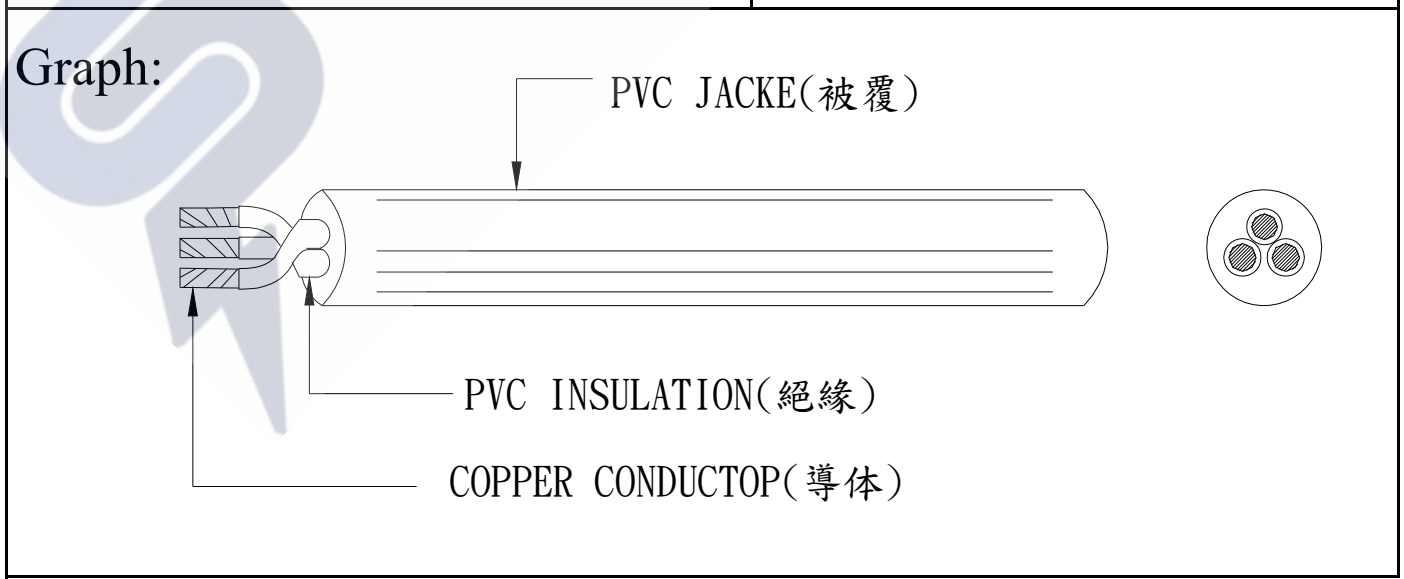 Graph:
PVC JACKE(被覆)
PVC INSULATION(絕緣)
COPPER CONDUCTOP(導体)